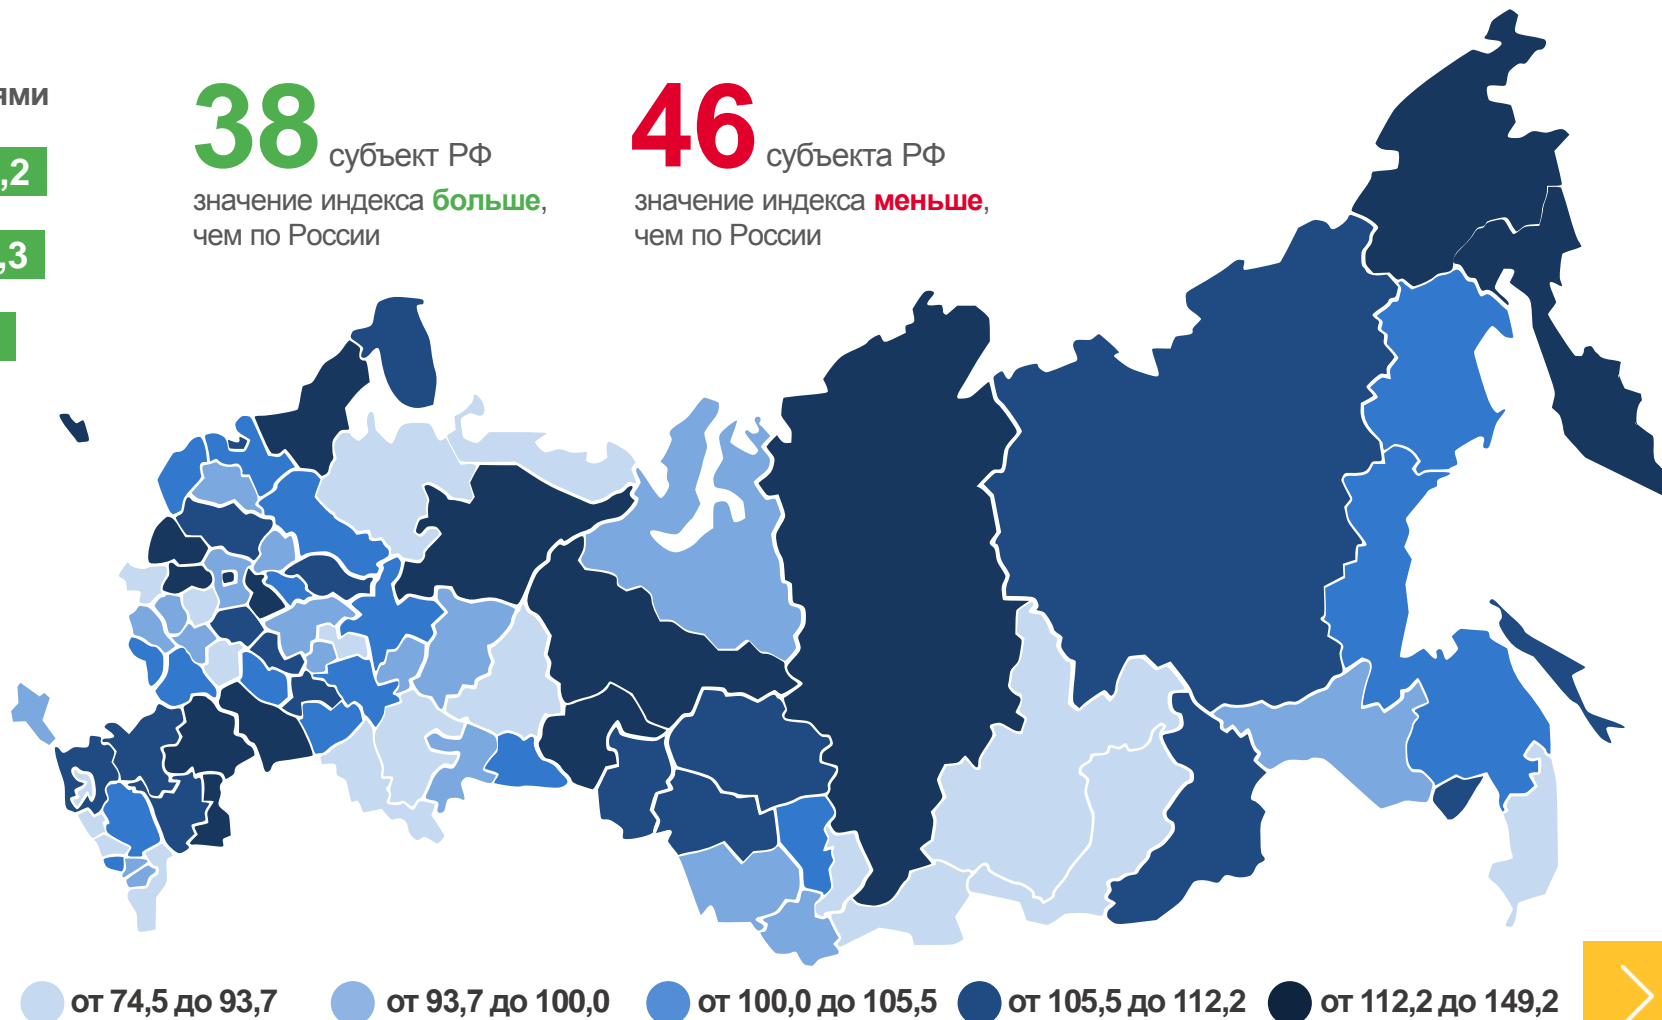 38 субъект РФ
значение индекса больше,
чем по России
46 субъекта РФ
значение индекса меньше,
чем по России
,2
,3
от 74,5 до 93,7
от 93,7 до 100,0
от 100,0 до 105,5
от 105,5 до 112,2
от 112,2 до 149,2